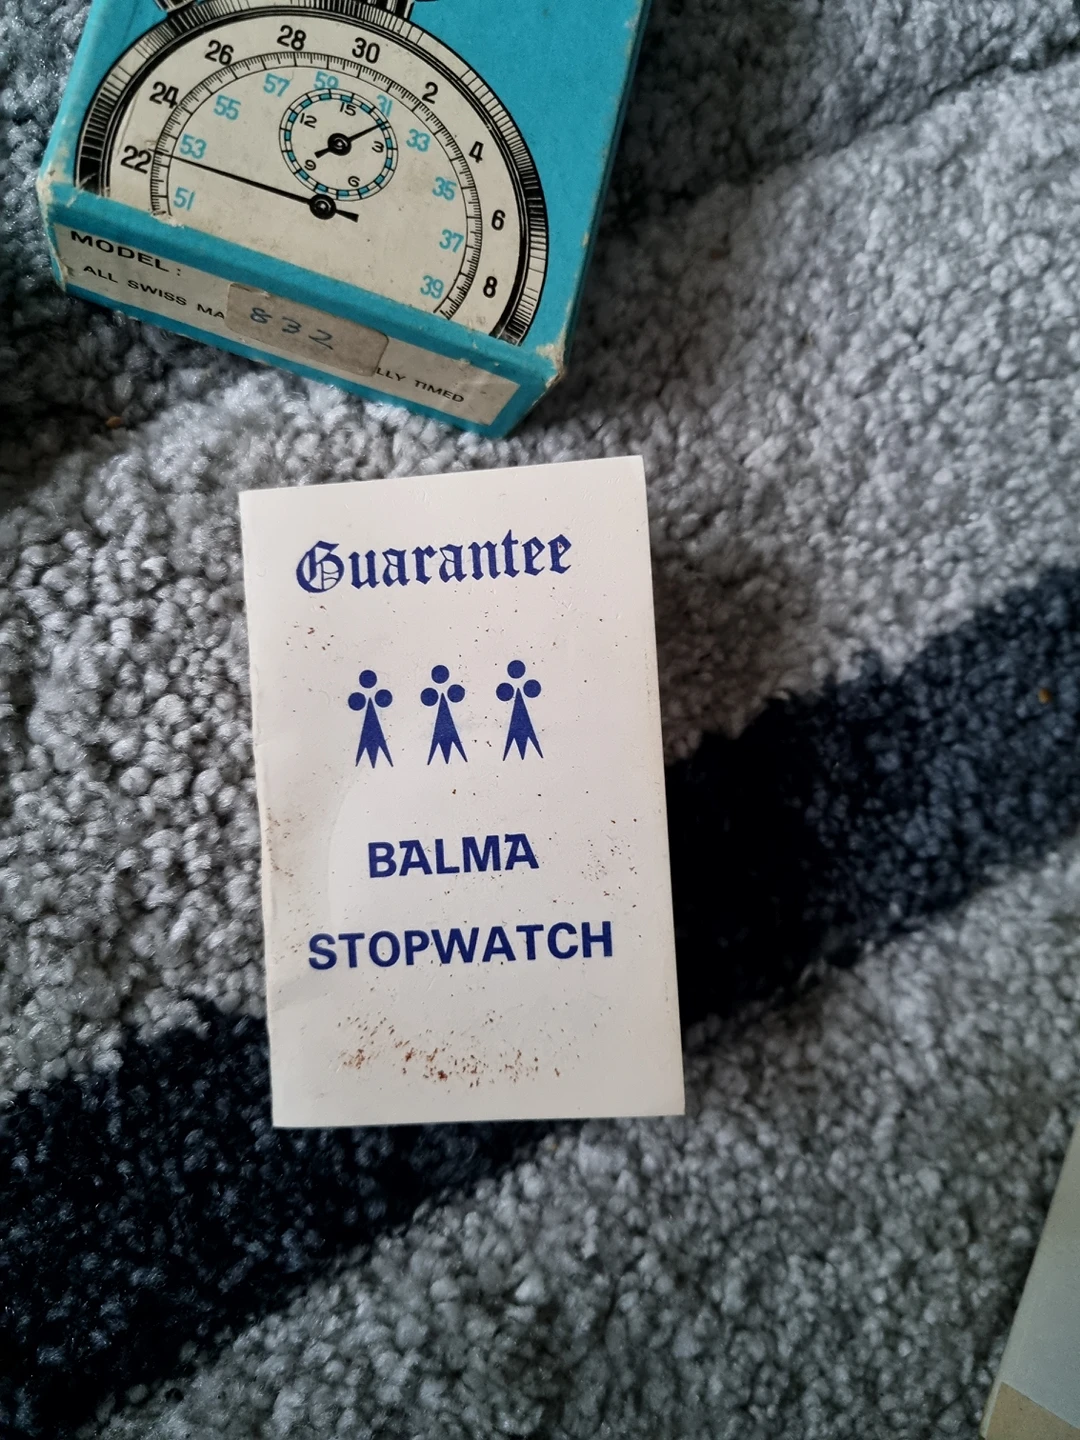 28 30
26 2
24 4
22 6
8
57 59 31
55 33
53 35
51 37
39
15
12 3
9 6
MODEL:
832
ALL SWISS MA
LLY TIMED
Guarantee
BALMA
STOPWATCH